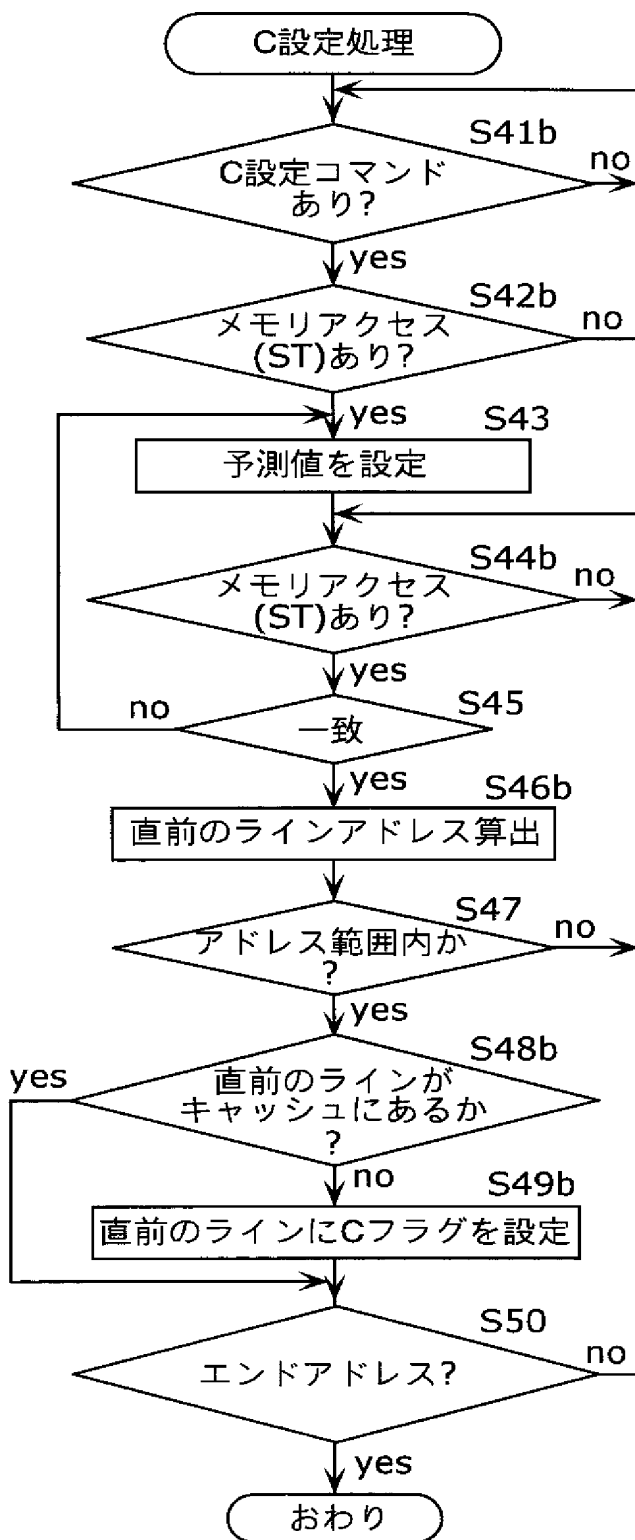 C設定処理
S41b
C設定コマンド
あり?
no
yes
S42b
メモリアクセス
(ST)あり?
no
yes
S43
予測値を設定
S44b
メモリアクセス
(ST)あり?
no
yes
S45
一致
no
yes
S46b
直前のラインアドレス算出
S47
アドレス範囲内か
?
no
yes
S48b
直前のラインが
キャッシュにあるか
?
yes
no
S49b
直前のラインにCフラグを設定
S50
エンドアドレス?
no
yes
おわり